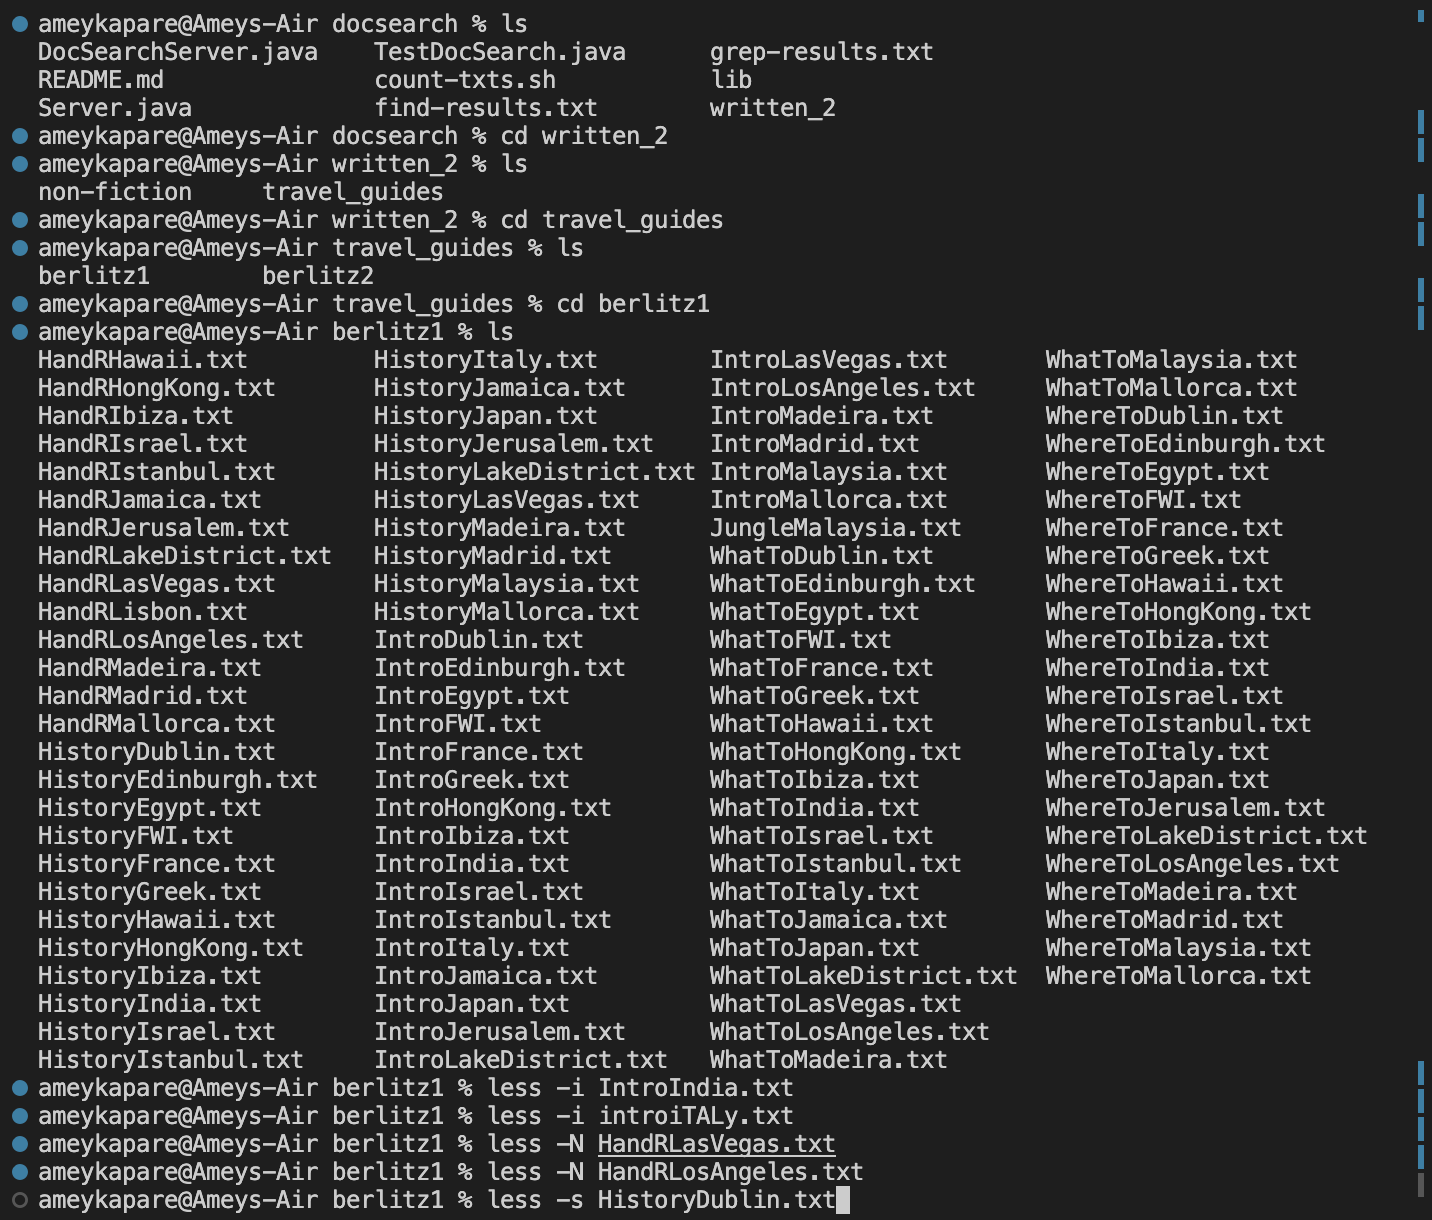 ameykapare@Ameys-Air docsearch % ls
DocSearchServer.java    TestDocSearch.java      grep-results.txt
README.md               count-txts.sh           lib
Server.java             find-results.txt        written_2
ameykapare@Ameys-Air docsearch % cd written_2
ameykapare@Ameys-Air written_2 % ls
non-fiction     travel_guides
ameykapare@Ameys-Air written_2 % cd travel_guides
ameykapare@Ameys-Air travel_guides % ls
berlitz1        berlitz2
ameykapare@Ameys-Air travel_guides % cd berlitz1
ameykapare@Ameys-Air berlitz1 % ls
HandRHawaii.txt         HistoryItaly.txt        IntroLasVegas.txt       WhatToMalaysia.txt
HandRHongKong.txt       HistoryJamaica.txt      IntroLosAngeles.txt     WhatToMallorca.txt
HandRIbiza.txt          HistoryJapan.txt        IntroMadeira.txt        WhereToDublin.txt
HandRIsrael.txt         HistoryJerusalem.txt    IntroMadrid.txt         WhereToEdinburgh.txt
HandRIstanbul.txt       HistoryLakeDistrict.txt IntroMalaysia.txt       WhereToEgypt.txt
HandRJamaica.txt        HistoryLasVegas.txt     IntroMallorca.txt       WhereToFWI.txt
HandRJerusalem.txt      HistoryMadeira.txt      JungleMalaysia.txt      WhereToFrance.txt
HandRLakeDistrict.txt   HistoryMadrid.txt       WhatToDublin.txt        WhereToGreek.txt
HandRLasVegas.txt       HistoryMalaysia.txt     WhatToEdinburgh.txt     WhereToHawaii.txt
HandRLisbon.txt         HistoryMallorca.txt     WhatToEgypt.txt         WhereToHongKong.txt
HandRLosAngeles.txt     IntroDublin.txt         WhatToFWI.txt           WhereToIbiza.txt
HandRMadeira.txt        IntroEdinburgh.txt      WhatToFrance.txt        WhereToIndia.txt
HandRMadrid.txt         IntroEgypt.txt          WhatToGreek.txt         WhereToIsrael.txt
HandRMallorca.txt       IntroFWI.txt            WhatToHawaii.txt        WhereToIstanbul.txt
HistoryDublin.txt       IntroFrance.txt         WhatToHongKong.txt      WhereToItaly.txt
HistoryEdinburgh.txt    IntroGreek.txt          WhatToIbiza.txt         WhereToJapan.txt
HistoryEgypt.txt        IntroHongKong.txt       WhatToIndia.txt         WhereToJerusalem.txt
HistoryFWI.txt          IntroIbiza.txt          WhatToIsrael.txt        WhereToLakeDistrict.txt
HistoryFrance.txt       IntroIndia.txt          WhatToIstanbul.txt      WhereToLosAngeles.txt
HistoryGreek.txt        IntroIsrael.txt         WhatToItaly.txt         WhereToMadeira.txt
HistoryHawaii.txt       IntroIstanbul.txt       WhatToJamaica.txt       WhereToMadrid.txt
HistoryHongKong.txt     IntroItaly.txt          WhatToJapan.txt         WhereToMalaysia.txt
HistoryIbiza.txt        IntroJamaica.txt        WhatToLakeDistrict.txt  WhereToMallorca.txt
HistoryIndia.txt        IntroJapan.txt          WhatToLasVegas.txt
HistoryIsrael.txt       IntroJerusalem.txt      WhatToLosAngeles.txt
HistoryIstanbul.txt     IntroLakeDistrict.txt   WhatToMadeira.txt
ameykapare@Ameys-Air berlitz1 % less -i IntroIndia.txt
ameykapare@Ameys-Air berlitz1 % less -i introiTALy.txt
ameykapare@Ameys-Air berlitz1 % less -N HandRLasVegas.txt
ameykapare@Ameys-Air berlitz1 % less -N HandRLosAngeles.txt
ameykapare@Ameys-Air berlitz1 % less -s HistoryDublin.txt